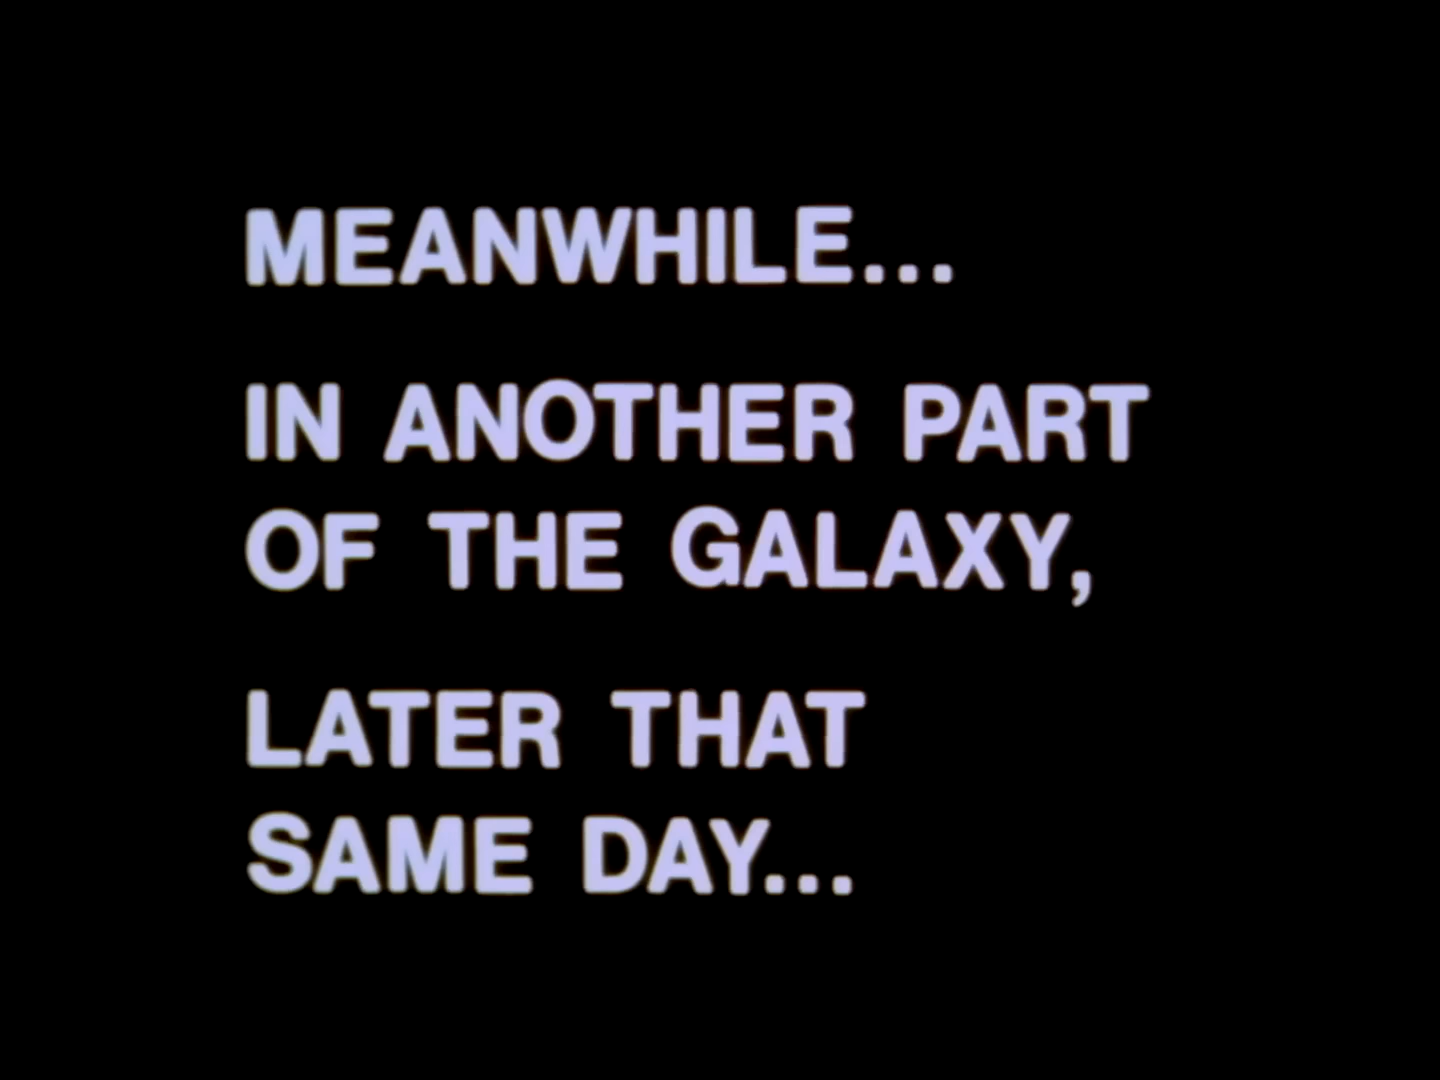 MEANWHILE...
IN ANOTHER PART
OF THE GALAXY,
LATER THAT
SAME DAY...